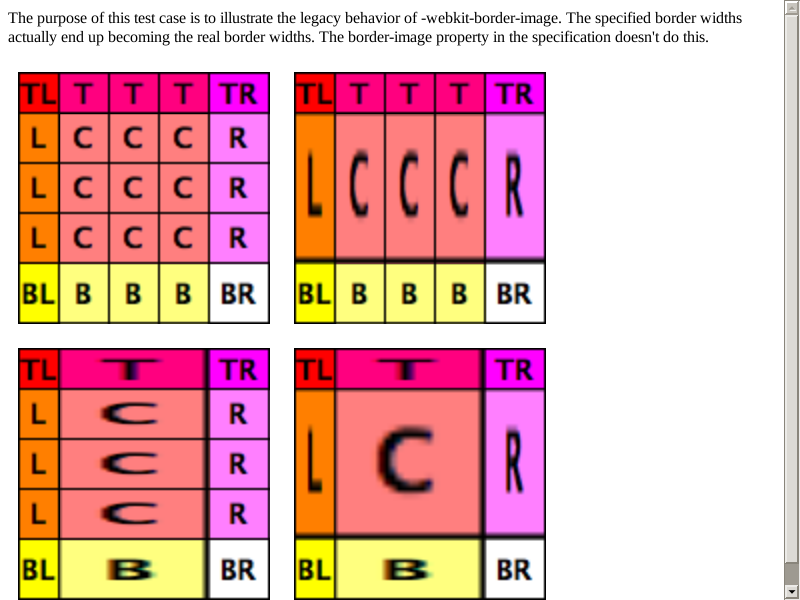 The purpose of this test case is to illustrate the legacy behavior of -webkit-border-image. The specified border widths
actually end up becoming the real border widths. The border-image property in the specification doesn't do this.
TL T T T TR TL T T T TR
L C C C R L C C C R
L C C C R
L C C C R
BL B B B BR BL B B B BR
TL T TR TL T TR
L C R L C R
L C R
L C R
BL B BR BL B BR